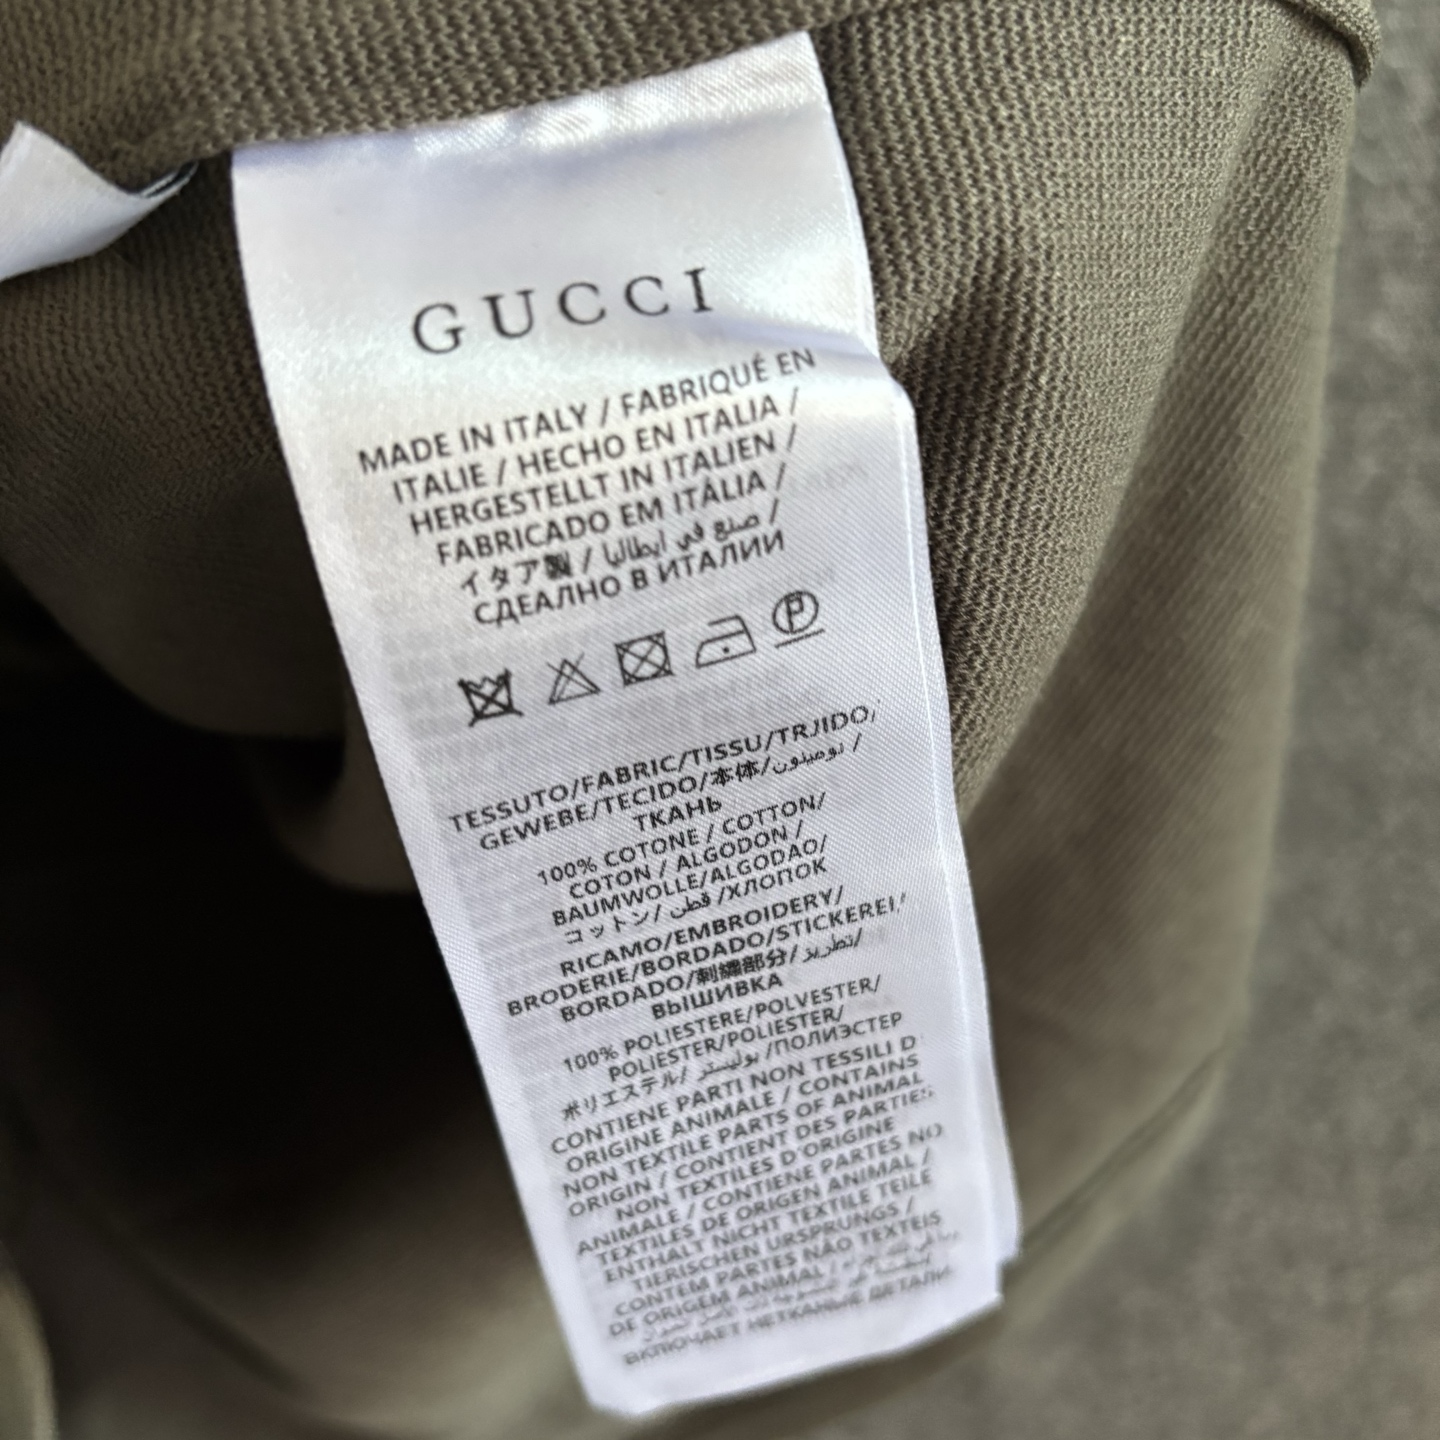 GUCCI
MADE IN ITALY / FABRIQUÉ EN
ITALIE / HECHO EN ITALIA /
HERGESTELLT IN ITALIEN /
FABRICADO EM ITÁLIA /
イタア製 / صنع في ايطاليا /
СДЕАЛНО В ИТАЛИИ
P
TESSUTO/FABRIC/TISSU/TRJIDO/
GEWEBE/TECIDO/本体/نومينون /
ТКАНЬ
100% COTONE / COTTON/
COTON / ALGODON /
BAUMWOLLE/ALGODAO/
コットン/ قطن /ХЛОПОК
RICAMO/EMBROIDERY/
BRODERIE/BORDADO/STICKEREI/
BORDADO/刺繍部分/ تطريز/
ВЫШИВКА
100% POLIESTERE/POLVESTER/
POLIESTER/POLIESTER/
ポリエステル/ بوليستر /ПОЛИЭСТЕР
CONTIENE PARTI NON TESSILI D
ORIGINE ANIMALE / CONTAINS
NON TEXTILE PARTS OF ANIMAL
ORIGIN / CONTIENT DES PARTIES
NON TEXTILES D'ORIGINE
ANIMALE / CONTIENE PARTES NO
TEXTILES DE ORIGEN ANIMAL /
ENTHALT NICHT TEXTILE TEILE
TIERISCHEN URSPRUNGS /
CONTEM PARTES NÃO TEXTEIS
DE ORIGEM ANIMAL /
ВКЛЮЧАЕТ НЕТКАНЫЕ ДЕТАЛИ